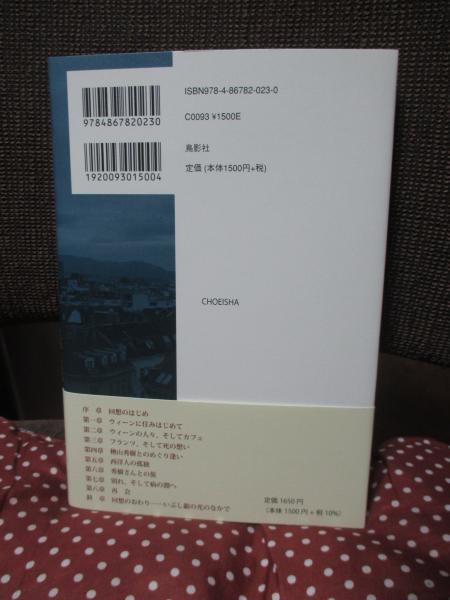 ISBN978-4-86782-023-0
9784867820230
C0093 ¥1500E
鳥影社
1920093015004
定価 (本体1500円+税)
CHOEISHA
序　章　回想のはじめ
第一章　ウィーンに住みはじめて
第二章　ウィーンの人々、そしてカフェ
第三章　フランツ、そして死の想い
第四章　檜山秀樹とのめぐり逢い
第五章　西洋人の孤独
第六章　秀樹さんとの旅
第七章　別れ、そして病の淵へ
第八章　再　会
終　章　回想のおわり——いぶし銀の光のなかで
定価 1650円
(本体 1500円 + 税 10%)